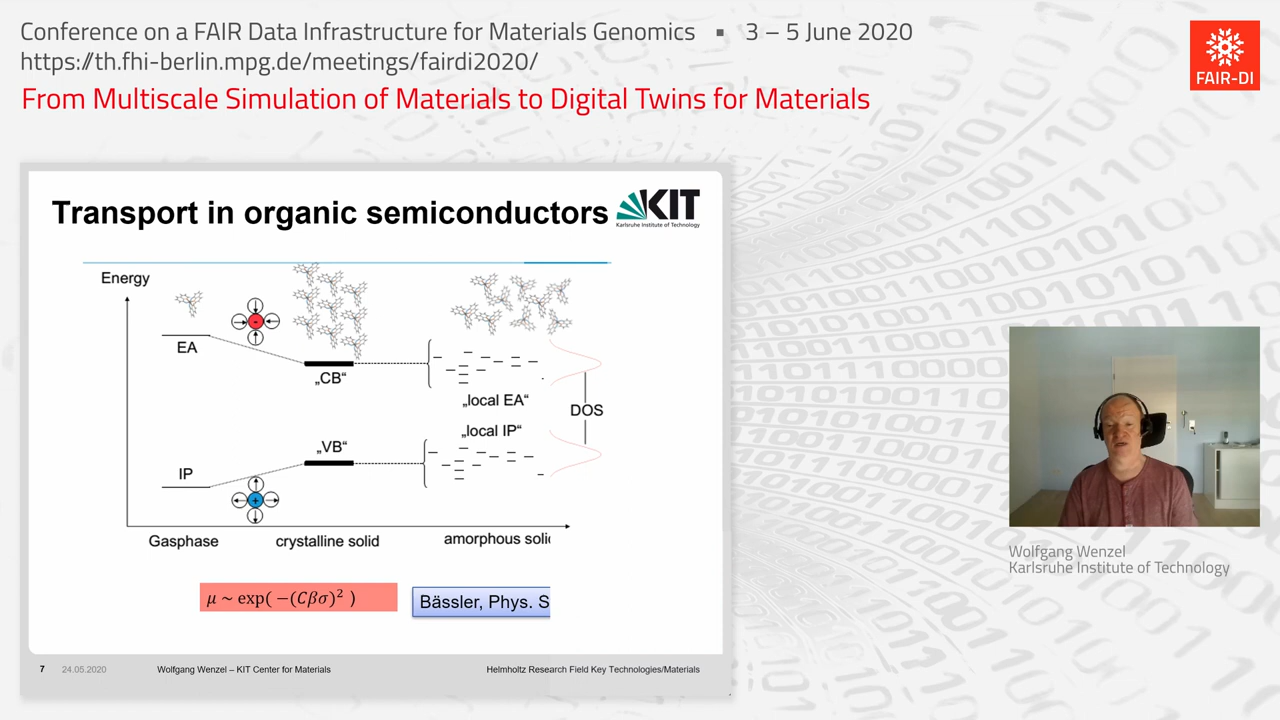 Conference on a FAIR Data Infrastructure for Materials Genomics ▪ 3 – 5 June 2020
https://th.fhi-berlin.mpg.de/meetings/fairdi2020/
From Multiscale Simulation of Materials to Digital Twins for Materials
FAIR-DI
Transport in organic semiconductors
KIT
Karlsruhe Institute of Technology
Energy
EA
„CB“
„local EA“
DOS
„local IP“
„VB“
IP
-
+
Gasphase crystalline solid amorphous solid
μ ~ exp( −(Cβσ)² )
Bässler, Phys. S
7 24.05.2020 Wolfgang Wenzel – KIT Center for Materials Helmholtz Research Field Key Technologies/Materials
Wolfgang Wenzel
Karlsruhe Institute of Technology